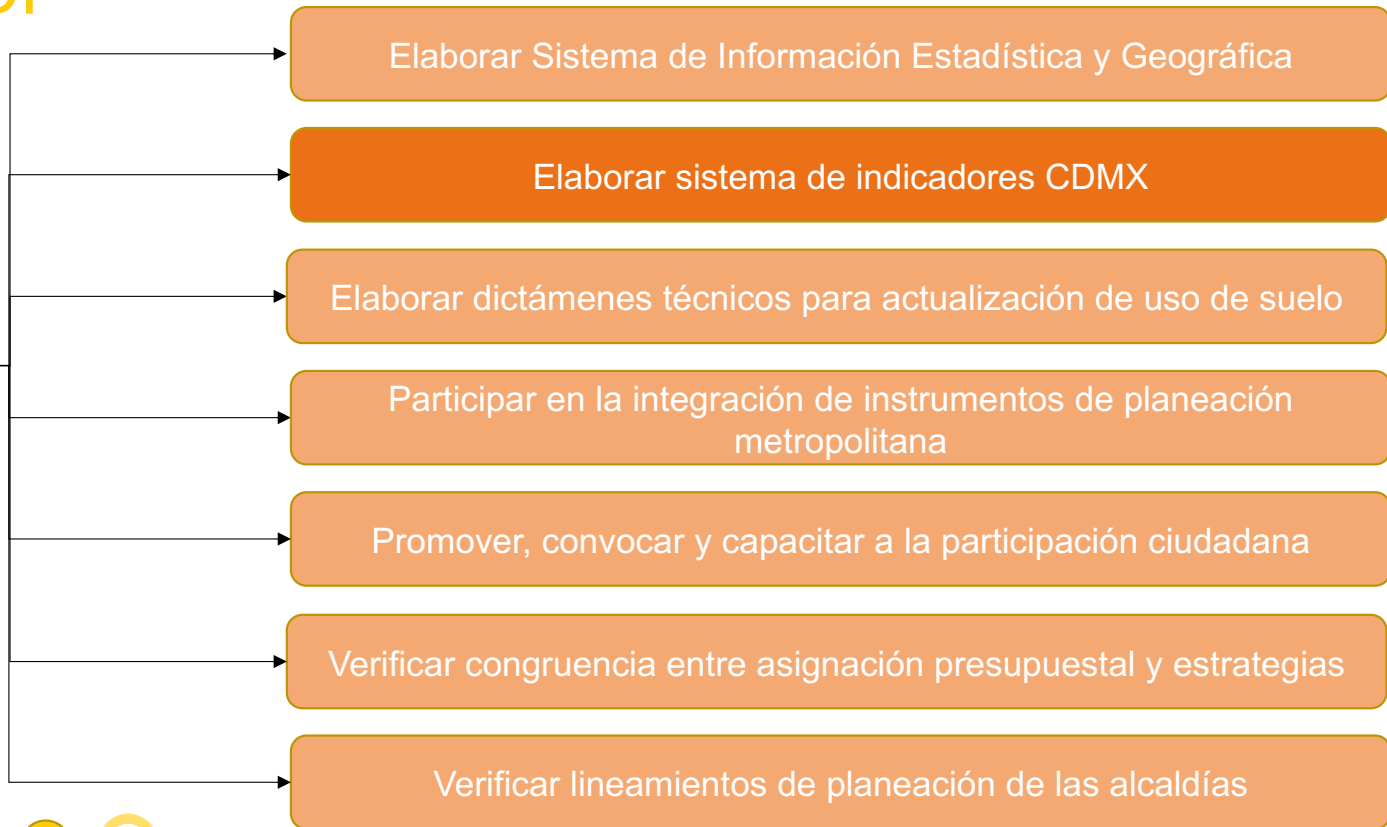 Elaborar Sistema de Información Estadística y Geográfica
Elaborar sistema de indicadores CDMX
Elaborar dictámenes técnicos para actualización de uso de suelo
Participar en la integración de instrumentos de planeación
metropolitana
Promover, convocar y capacitar a la participación ciudadana
Verificar congruencia entre asignación presupuestal y estrategias
Verificar lineamientos de planeación de las alcaldías